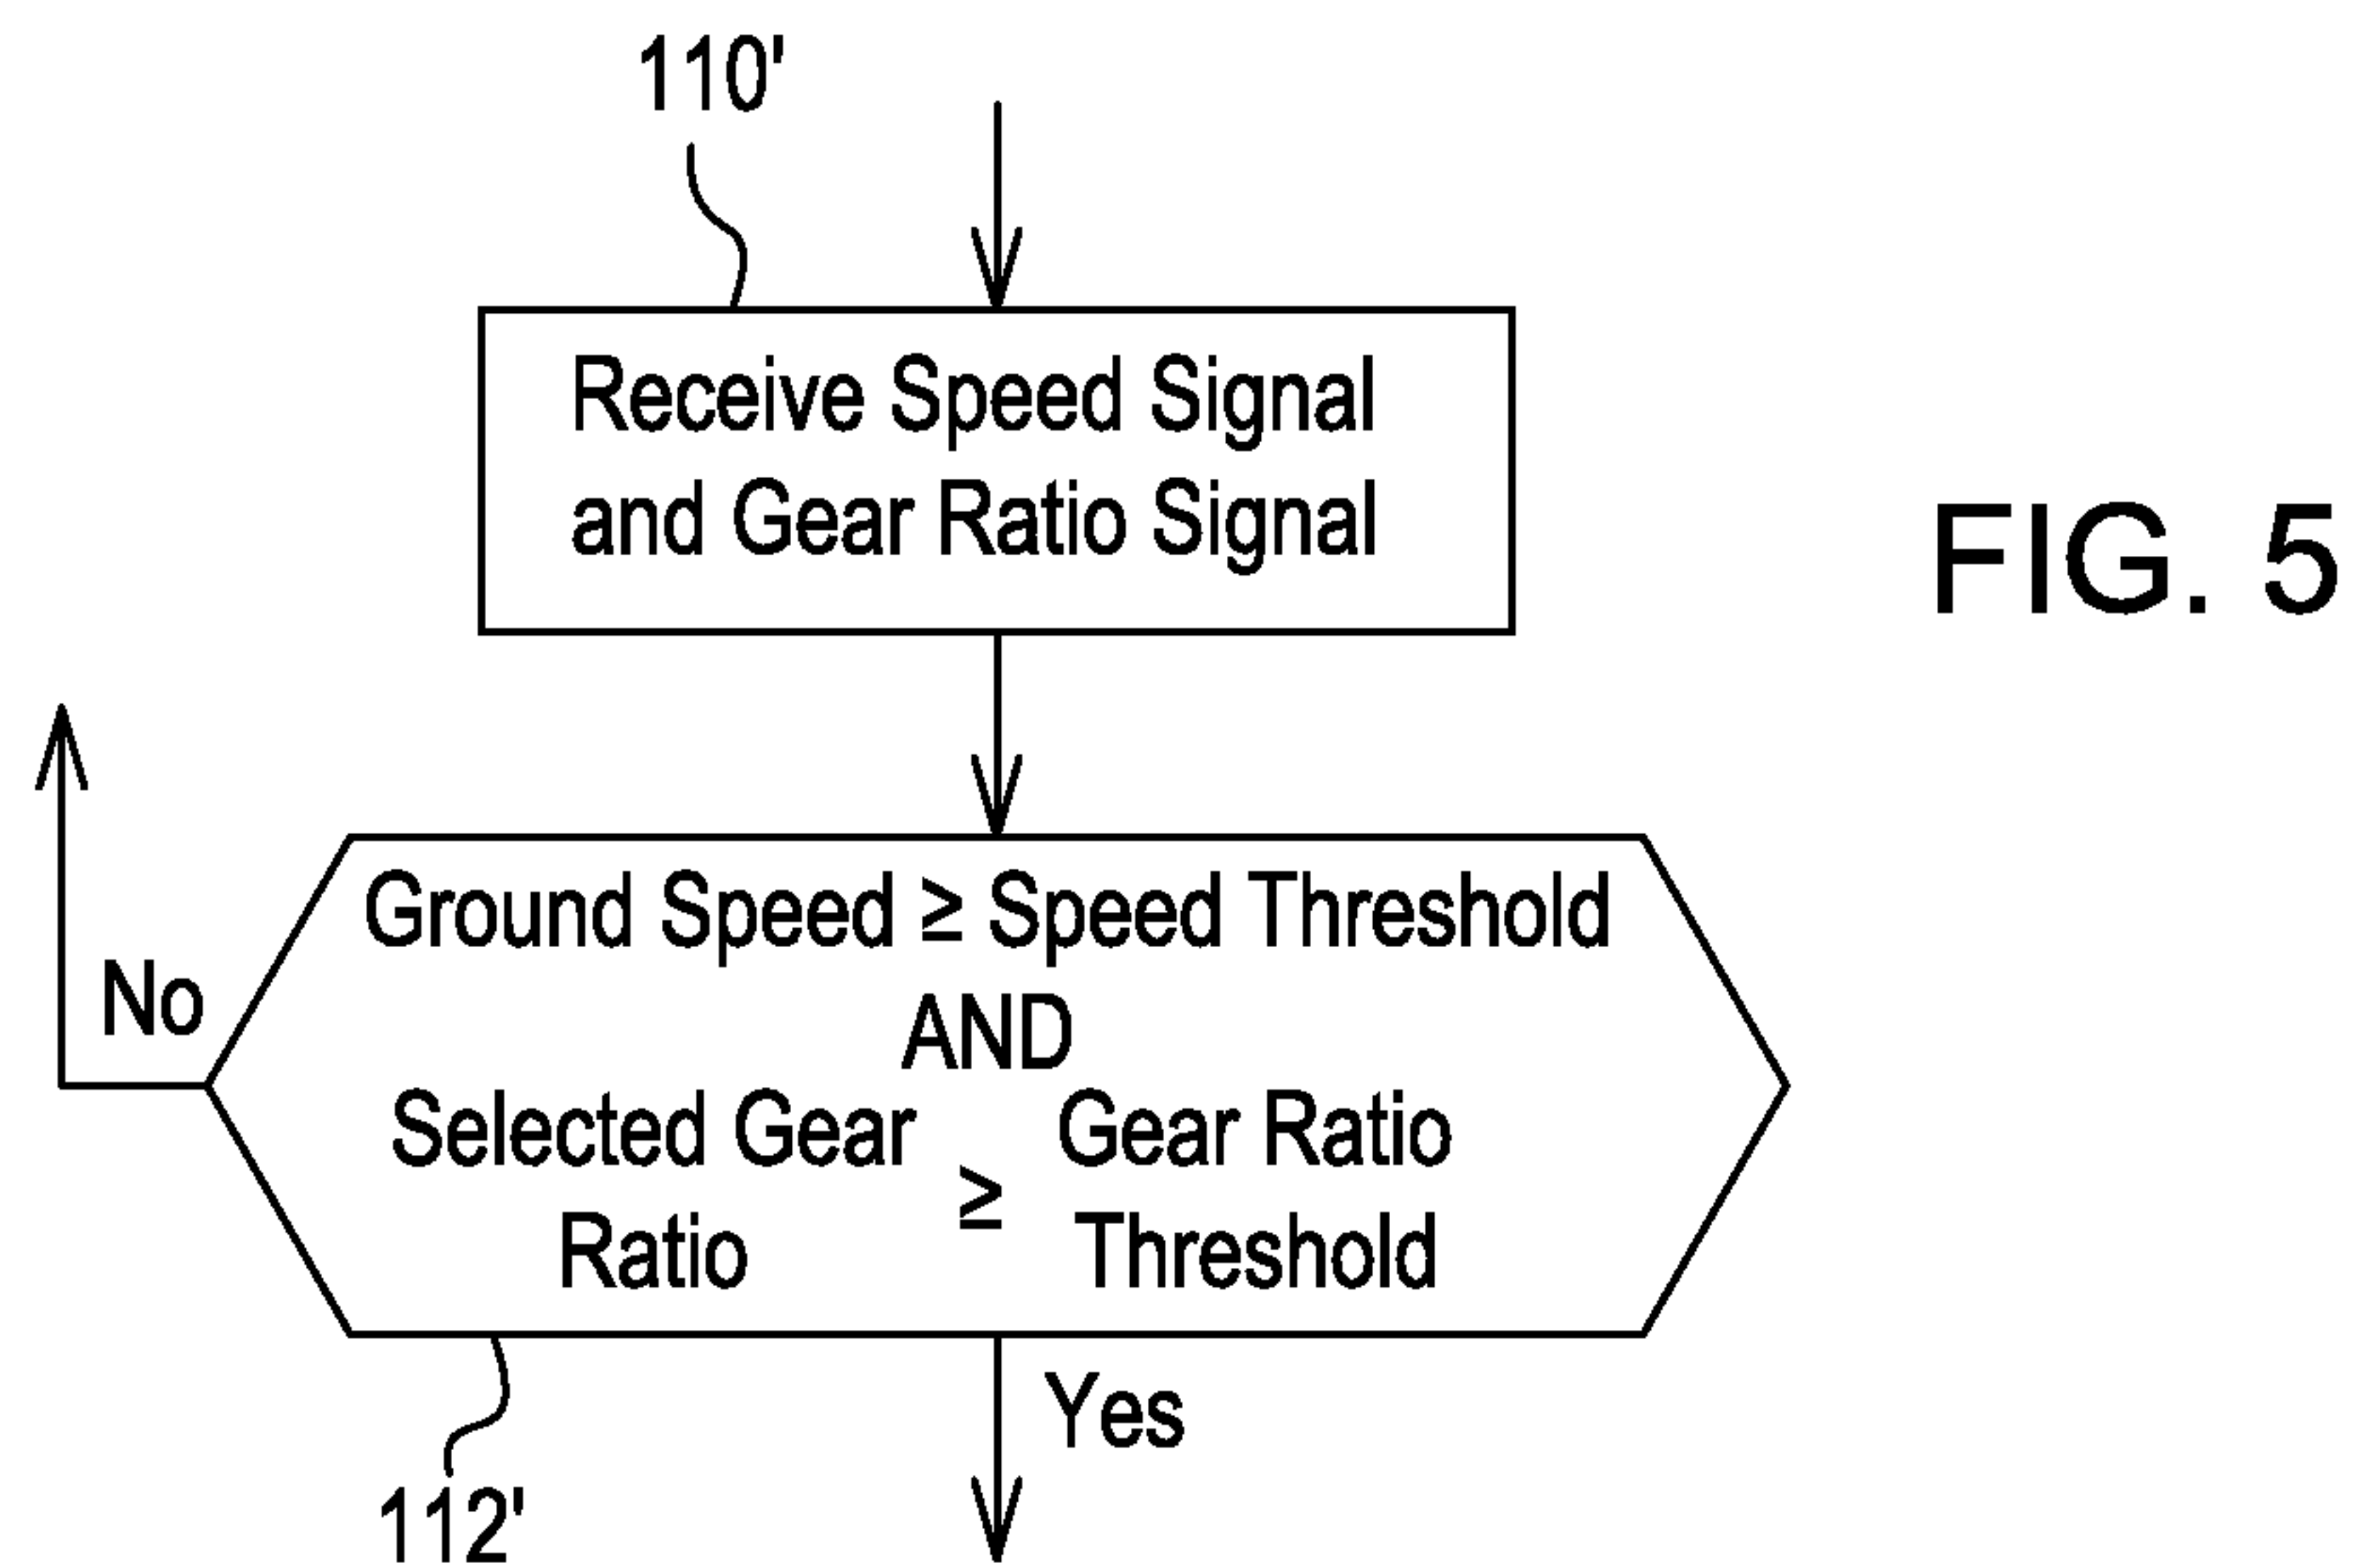 110'
Receive Speed Signal
and Gear Ratio Signal
FIG. 5
Ground Speed ≥ Speed Threshold
No
AND
Selected Gear
Ratio
≥
Gear Ratio
Threshold
Yes
112'